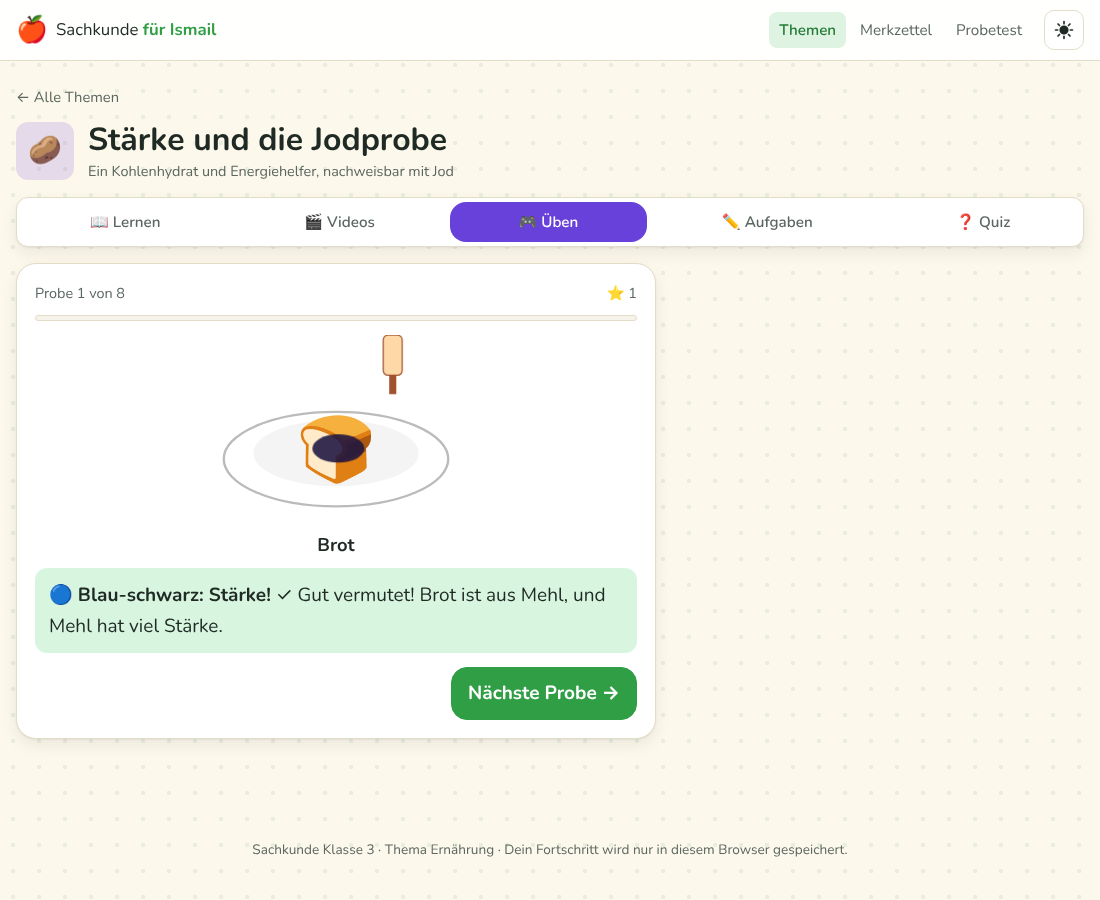 Sachkunde für Ismail
Themen
Merkzettel
Probetest
← Alle Themen
Stärke und die Jodprobe
Ein Kohlenhydrat und Energiehelfer, nachweisbar mit Jod
📖 Lernen
🎬 Videos
🎮 Üben
✏️ Aufgaben
❓ Quiz
Probe 1 von 8
⭐ 1
Brot
🔵 Blau-schwarz: Stärke! ✓ Gut vermutet! Brot ist aus Mehl, und
Mehl hat viel Stärke.
Nächste Probe →
Sachkunde Klasse 3 · Thema Ernährung · Dein Fortschritt wird nur in diesem Browser gespeichert.